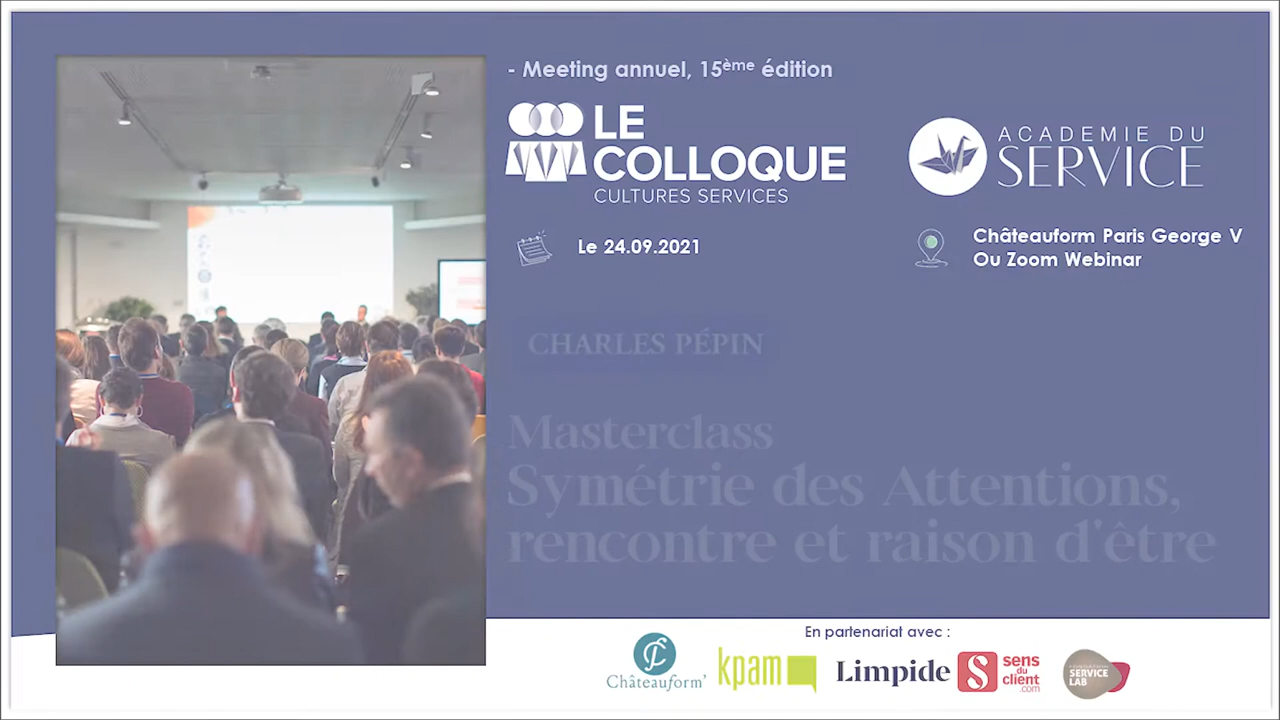 - Meeting annuel, 15ème édition
LE
COLLOQUE
CULTURES SERVICES
ACADEMIE DU
SERVICE
Le 24.09.2021
Châteauform Paris George V
Ou Zoom Webinar
CHARLES PÉPIN
Masterclass
Symétrie des Attentions,
rencontre et raison d'être
En partenariat avec :
Châteauform'
kpam
Limpide
S
sens
du
client
.com
FONDATION
SERVICE
LAB